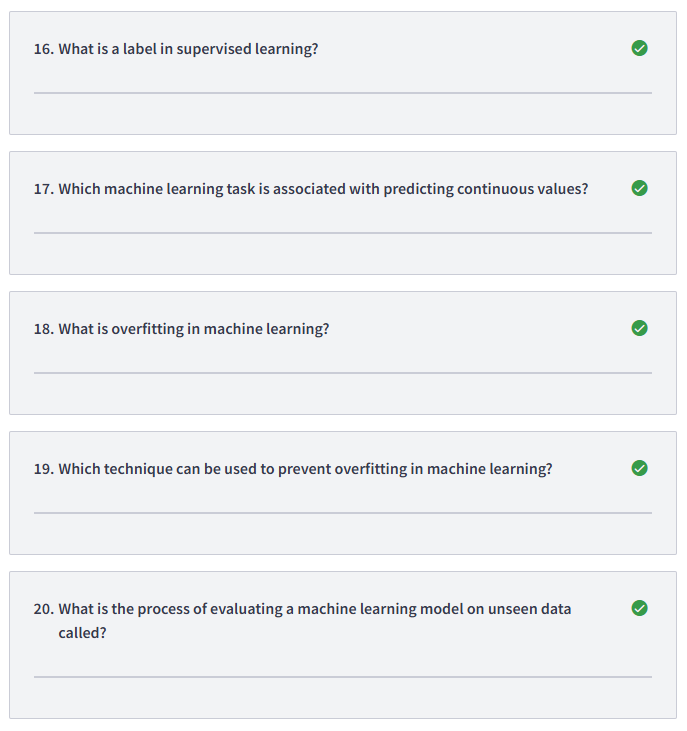 16. What is a label in supervised learning?
17. Which machine learning task is associated with predicting continuous values?
18. What is overfitting in machine learning?
19. Which technique can be used to prevent overfitting in machine learning?
20. What is the process of evaluating a machine learning model on unseen data
called?